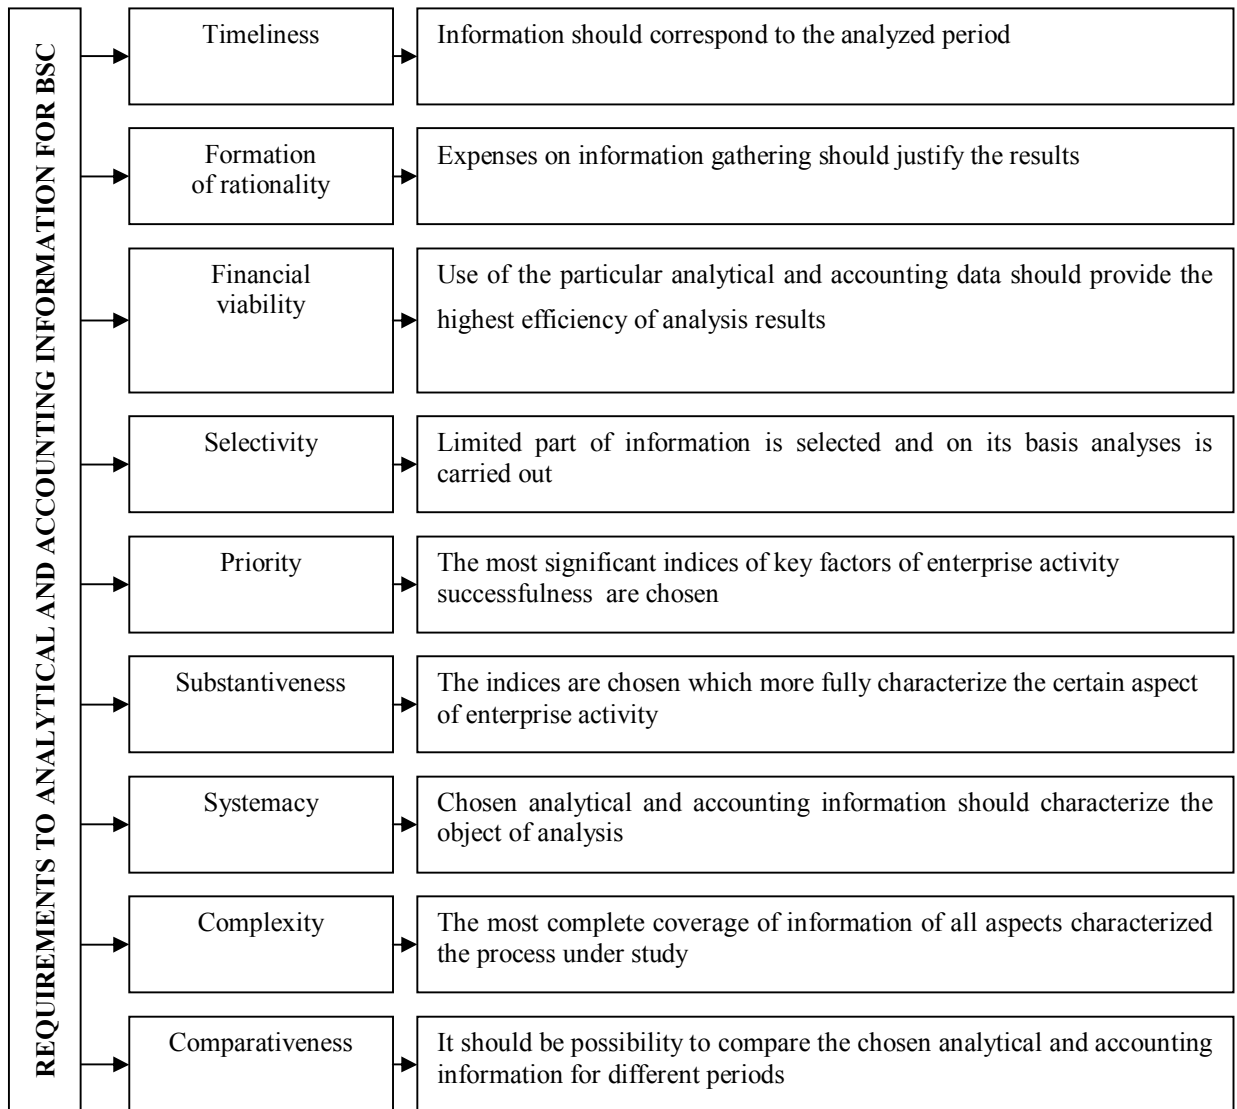 REQUIREMENTS TO ANALYTICAL AND ACCOUNTING INFORMATION FOR BSC
Timeliness
Information should correspond to the analyzed period
Formation
of rationality
Expenses on information gathering should justify the results
Financial
viability
Use of the particular analytical and accounting data should provide the
highest efficiency of analysis results
Selectivity
Limited part of information is selected and on its basis analyses is
carried out
Priority
The most significant indices of key factors of enterprise activity
successfulness are chosen
Substantiveness
The indices are chosen which more fully characterize the certain aspect
of enterprise activity
Systemacy
Chosen analytical and accounting information should characterize the
object of analysis
Complexity
The most complete coverage of information of all aspects characterized
the process under study
Comparativeness
It should be possibility to compare the chosen analytical and accounting
information for different periods